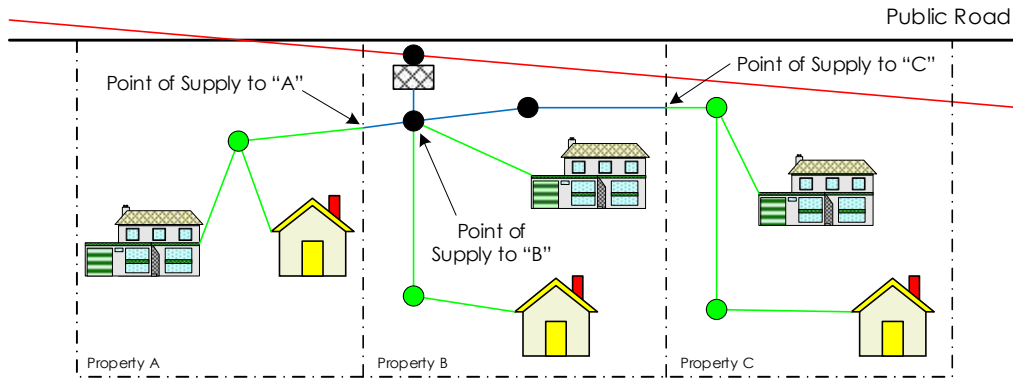 Public Road
Point of Supply to “A”
Point of Supply to “C”
Point of
Supply to “B”
Property A
Property B
Property C